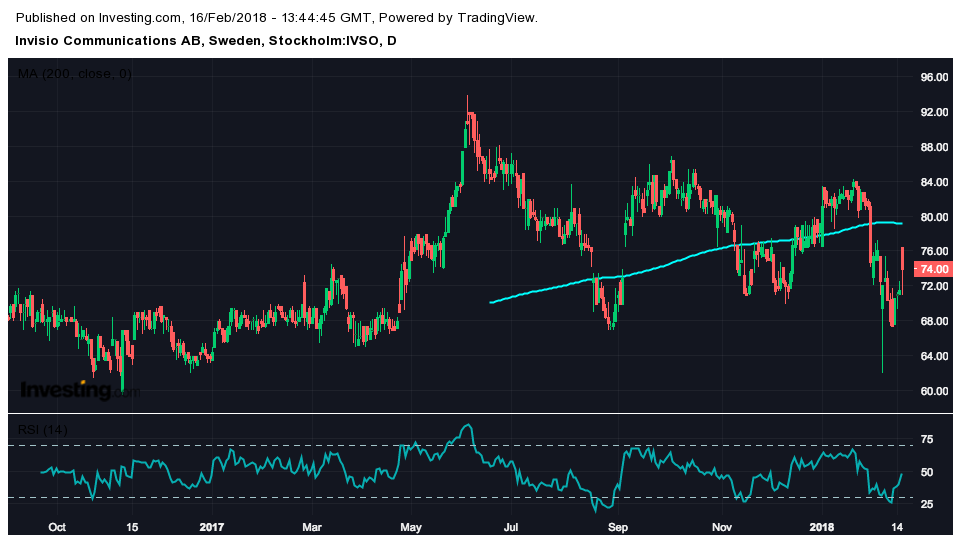 Published on Investing.com, 16/Feb/2018 - 13:44:45 GMT, Powered by TradingView.
Invisio Communications AB, Sweden, Stockholm:IVSO, D
MA (200, close, 0)
96.00
92.00
88.00
84.00
80.00
76.00
74.00
72.00
68.00
64.00
60.00
Investing.com
RSI (14)
75
50
25
Oct 15 2017 Mar May Jul Sep Nov 2018 14